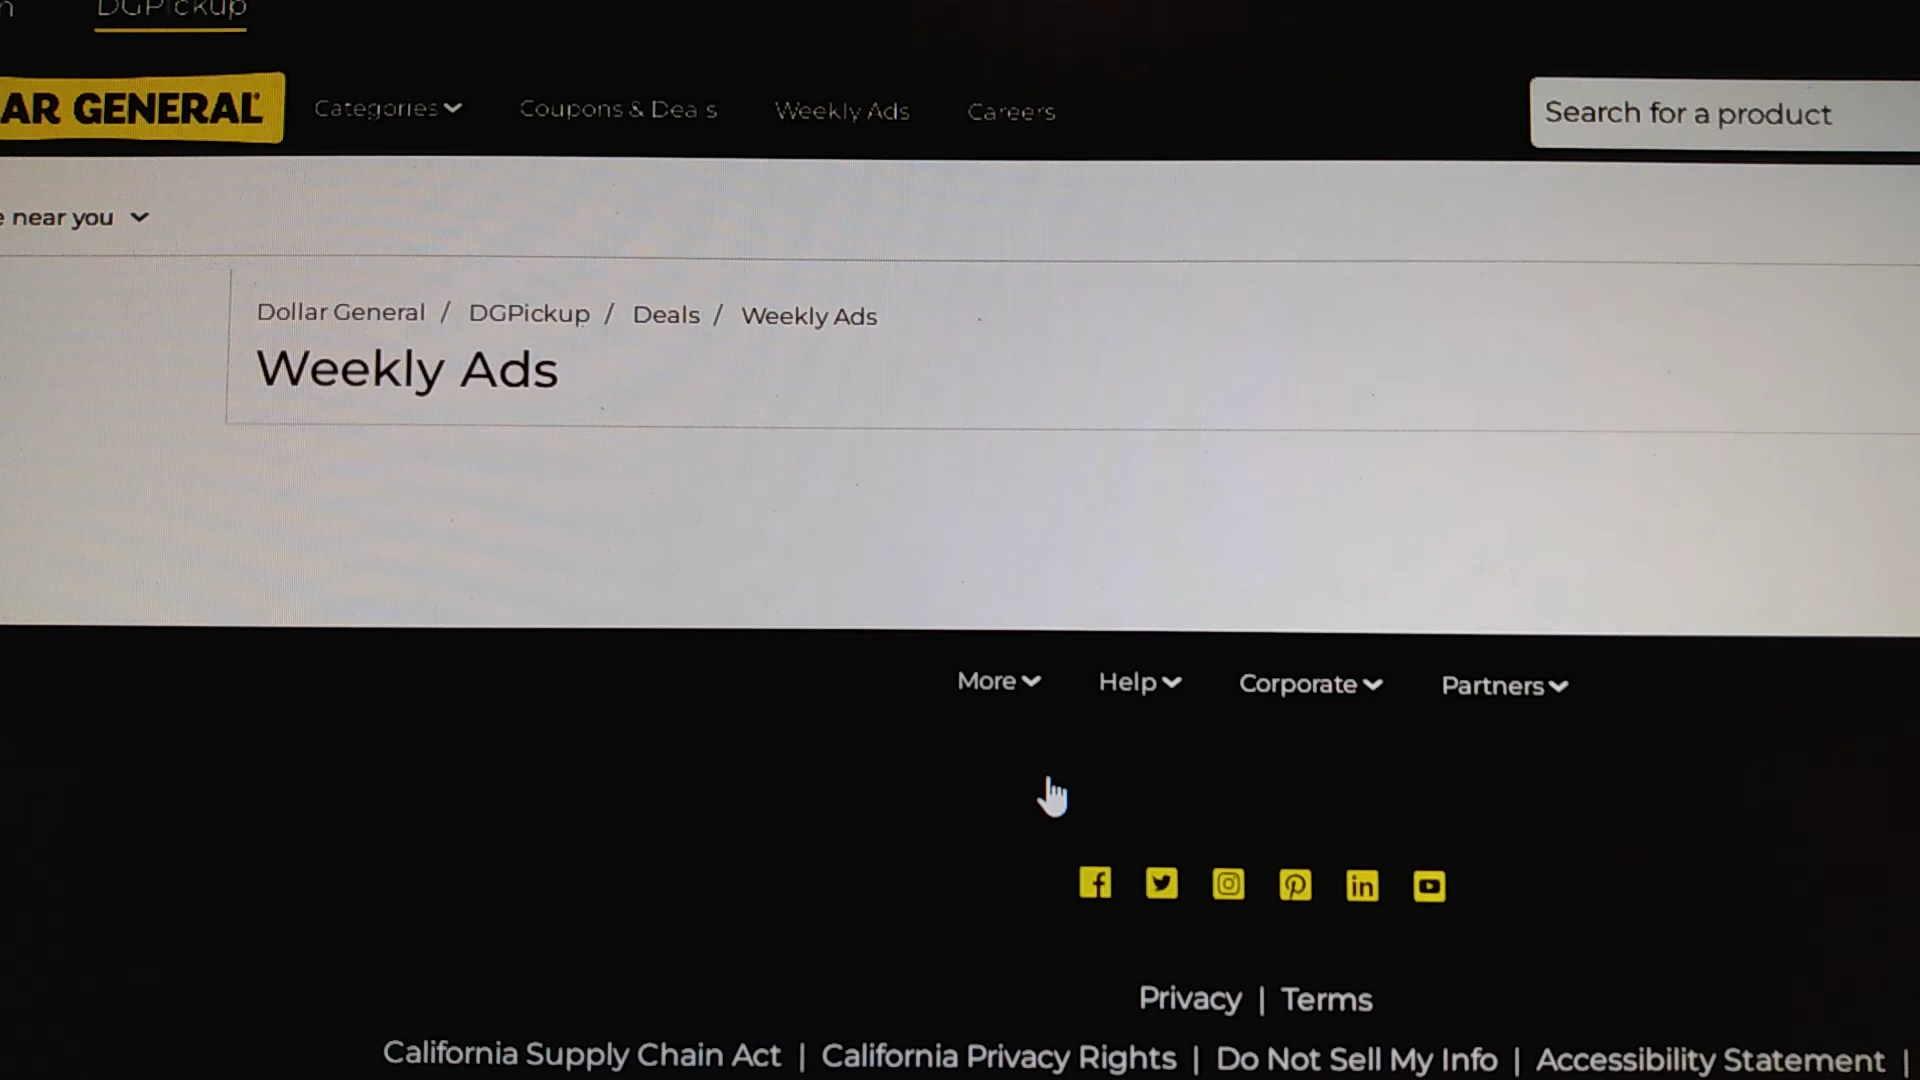 DGPickup
AR GENERAL
Categories Coupons & Deals Weekly Ads Careers Search for a product
near you
Dollar General / DGPickup / Deals / Weekly Ads
Weekly Ads
More Help Corporate Partners
Privacy | Terms
California Supply Chain Act | California Privacy Rights | Do Not Sell My Info | Accessibility Statement |